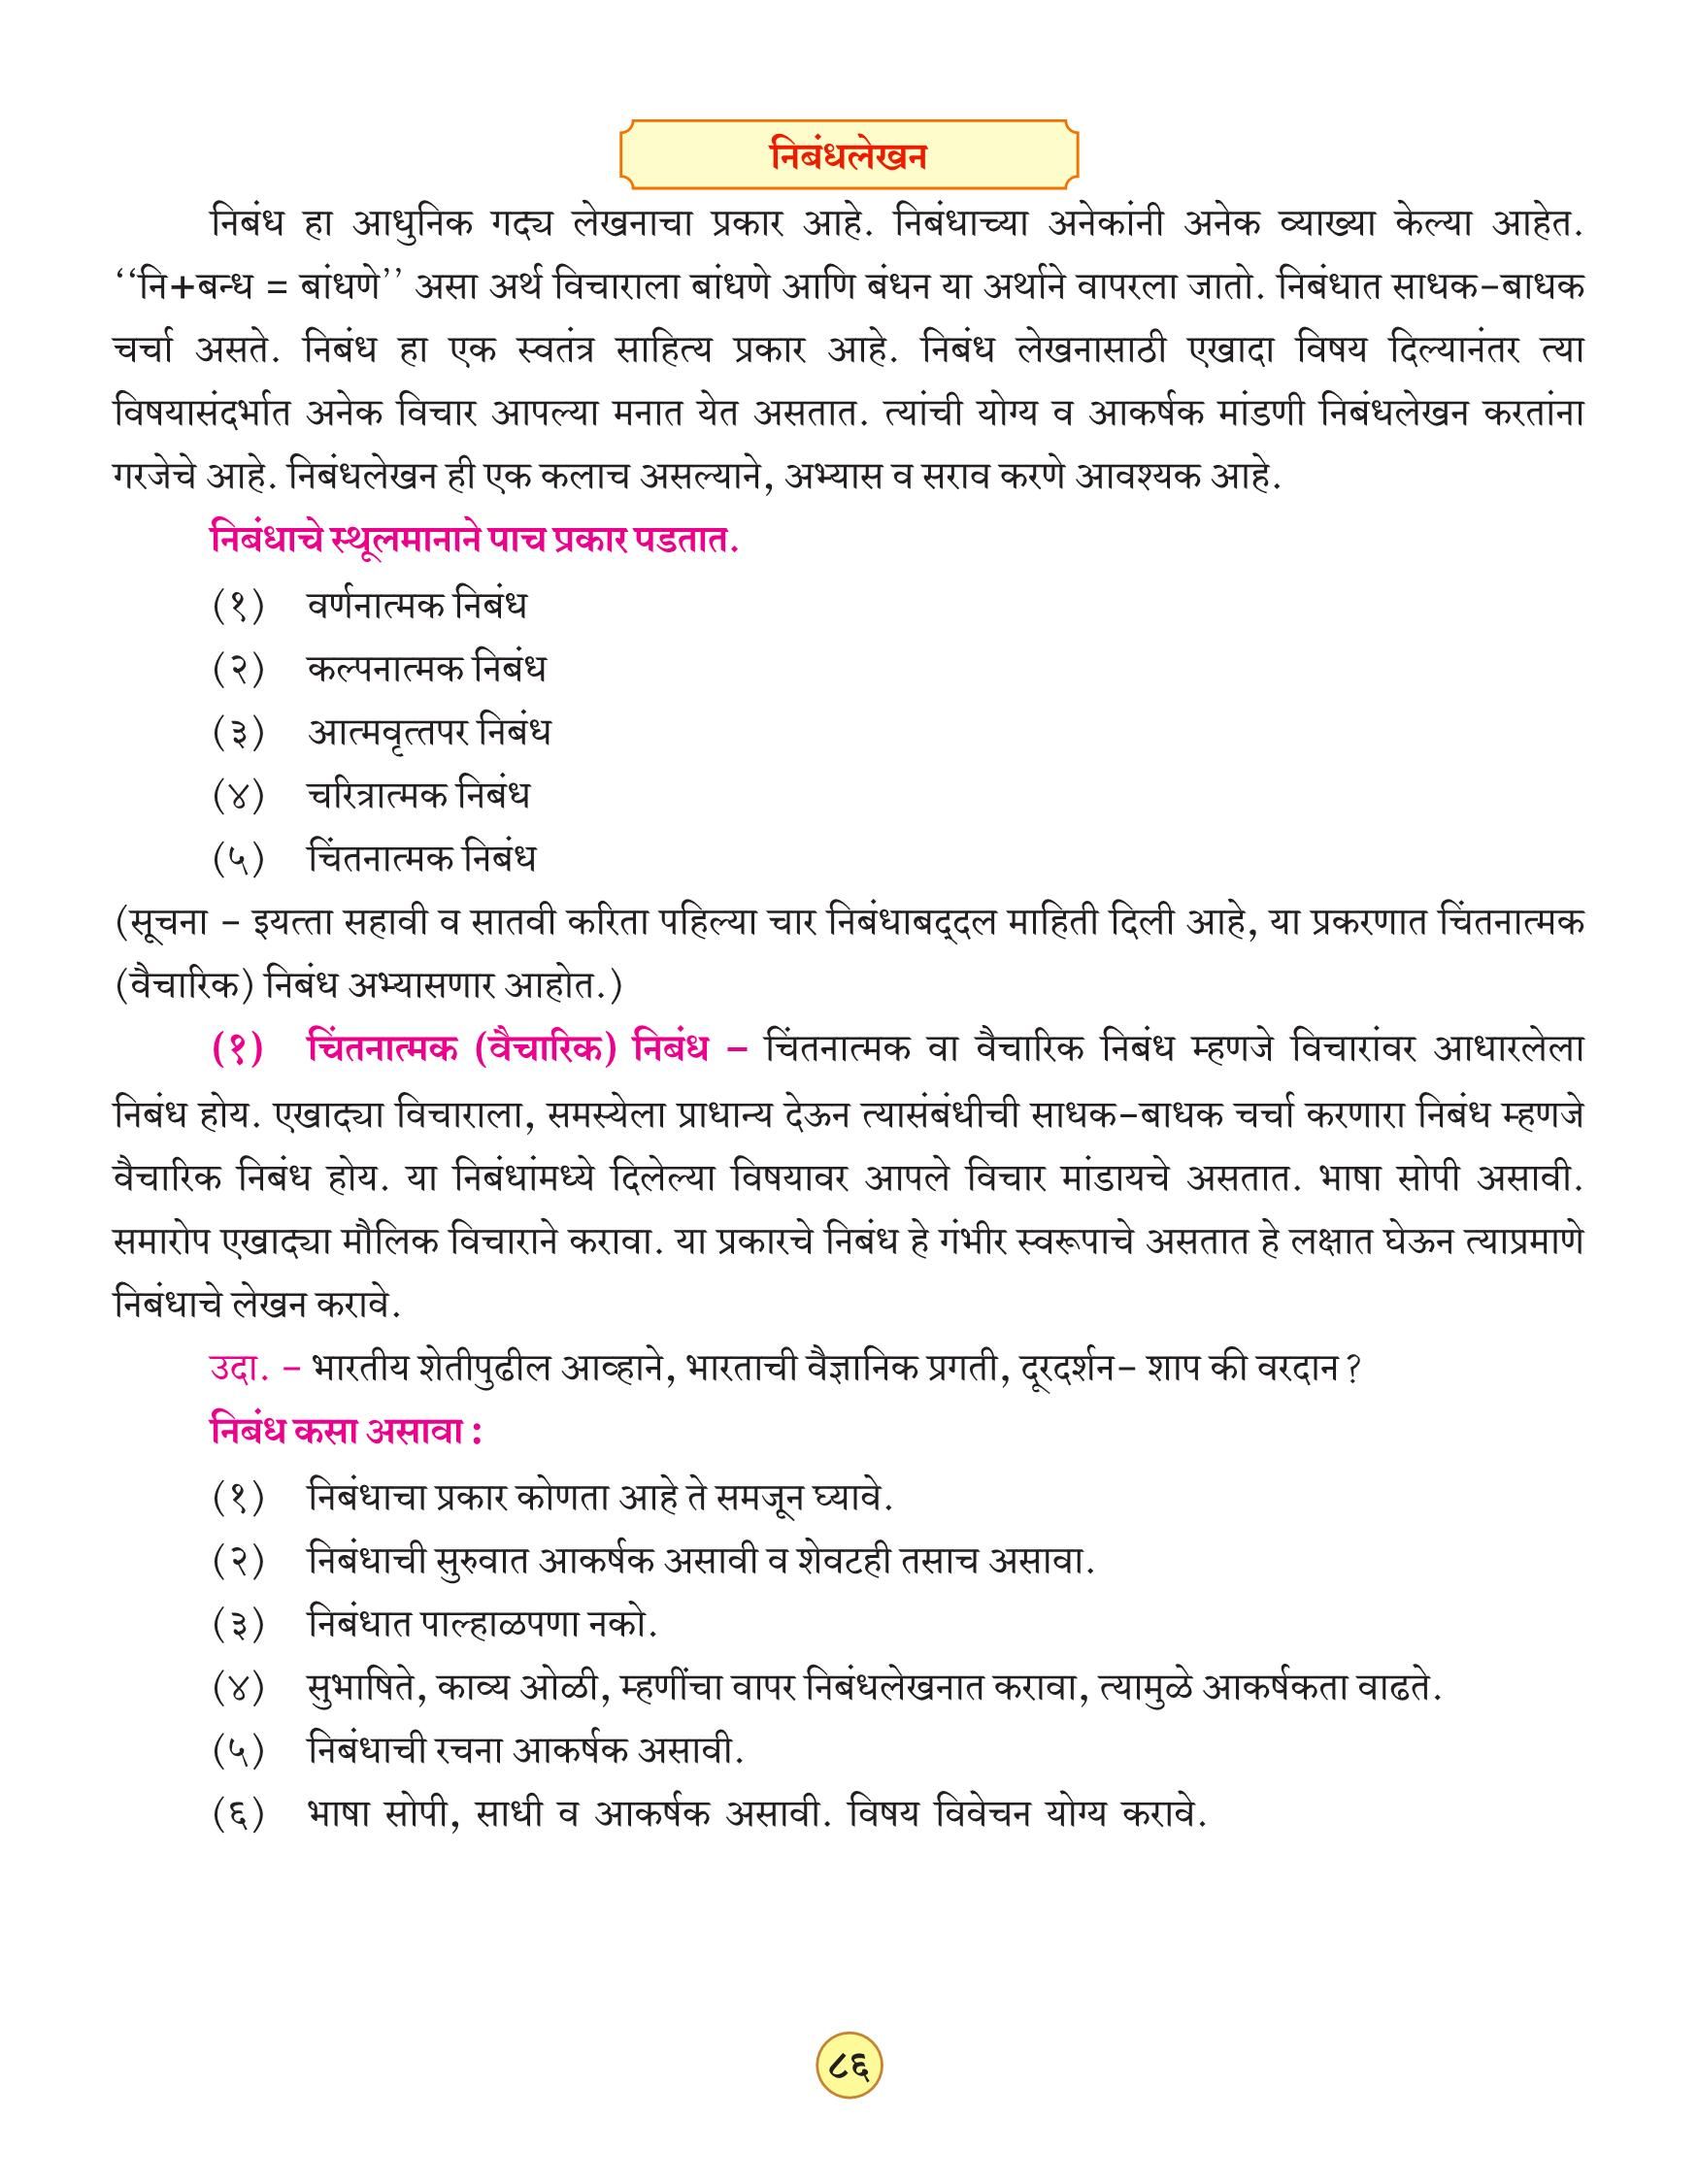 निबंधलेखन
निबंध हा आधुनिक गद्य लेखनाचा प्रकार आहे. निबंधाच्या अनेकांनी अनेक व्याख्या केल्या आहेत.
‘‘नि+बन्ध = बांधणे’’ असा अर्थ विचाराला बांधणे आणि बंधन या अर्थाने वापरला जातो. निबंधात साधक-बाधक
चर्चा असते. निबंध हा एक स्वतंत्र साहित्य प्रकार आहे. निबंध लेखनासाठी एखादा विषय दिल्यानंतर त्या
विषयासंदर्भात अनेक विचार आपल्या मनात येत असतात. त्यांची योग्य व आकर्षक मांडणी निबंधलेखन करतांना
गरजेचे आहे. निबंधलेखन ही एक कलाच असल्याने, अभ्यास व सराव करणे आवश्यक आहे.
निबंधाचे स्थूलमानाने पाच प्रकार पडतात.
(१) वर्णनात्मक निबंध
(२) कल्पनात्मक निबंध
(३) आत्मवृत्तपर निबंध
(४) चरित्रात्मक निबंध
(५) चिंतनात्मक निबंध
(सूचना - इयत्ता सहावी व सातवी करिता पहिल्या चार निबंधाबद्दल माहिती दिली आहे, या प्रकरणात चिंतनात्मक
(वैचारिक) निबंध अभ्यासणार आहोत.)
(१) चिंतनात्मक (वैचारिक) निबंध – चिंतनात्मक वा वैचारिक निबंध म्हणजे विचारांवर आधारलेला
निबंध होय. एखाद्या विचाराला, समस्येला प्राधान्य देऊन त्यासंबंधीची साधक-बाधक चर्चा करणारा निबंध म्हणजे
वैचारिक निबंध होय. या निबंधांमध्ये दिलेल्या विषयावर आपले विचार मांडायचे असतात. भाषा सोपी असावी.
समारोप एखाद्या मौलिक विचाराने करावा. या प्रकारचे निबंध हे गंभीर स्वरूपाचे असतात हे लक्षात घेऊन त्याप्रमाणे
निबंधाचे लेखन करावे.
उदा. - भारतीय शेतीपुढील आव्हाने, भारताची वैज्ञानिक प्रगती, दूरदर्शन- शाप की वरदान?
निबंध कसा असावा :
(१) निबंधाचा प्रकार कोणता आहे ते समजून घ्यावे.
(२) निबंधाची सुरुवात आकर्षक असावी व शेवटही तसाच असावा.
(३) निबंधात पाल्हाळपणा नको.
(४) सुभाषिते, काव्य ओळी, म्हणींचा वापर निबंधलेखनात करावा, त्यामुळे आकर्षकता वाढते.
(५) निबंधाची रचना आकर्षक असावी.
(६) भाषा सोपी, साधी व आकर्षक असावी. विषय विवेचन योग्य करावे.
८६